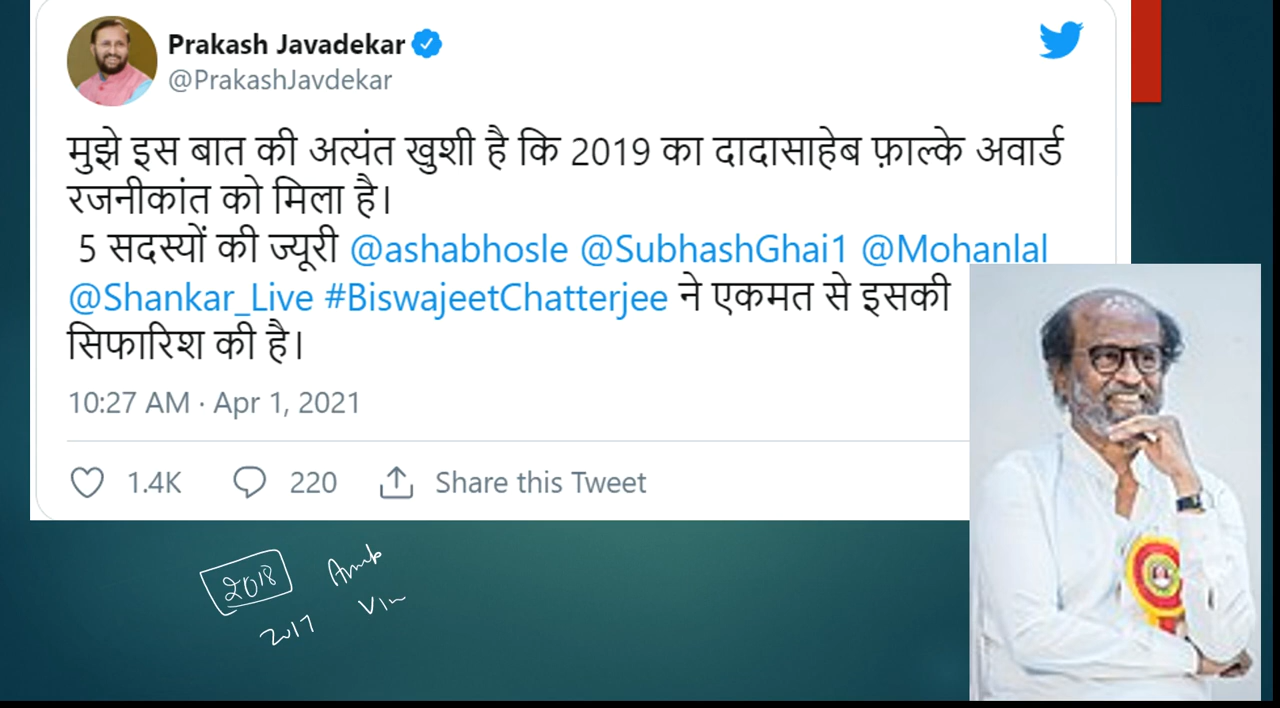 Prakash Javadekar
@PrakashJavdekar
मुझे इस बात की अत्यंत खुशी है कि 2019 का दादासाहेब फ़ाल्के अवार्ड
रजनीकांत को मिला है।
5 सदस्यों की ज्यूरी @ashabhosle @SubhashGhai1 @Mohanlal
@Shankar_Live #BiswajeetChatterjee ने एकमत से इसकी
सिफारिश की है।
10:27 AM · Apr 1, 2021
1.4K 220 Share this Tweet
2018
2017